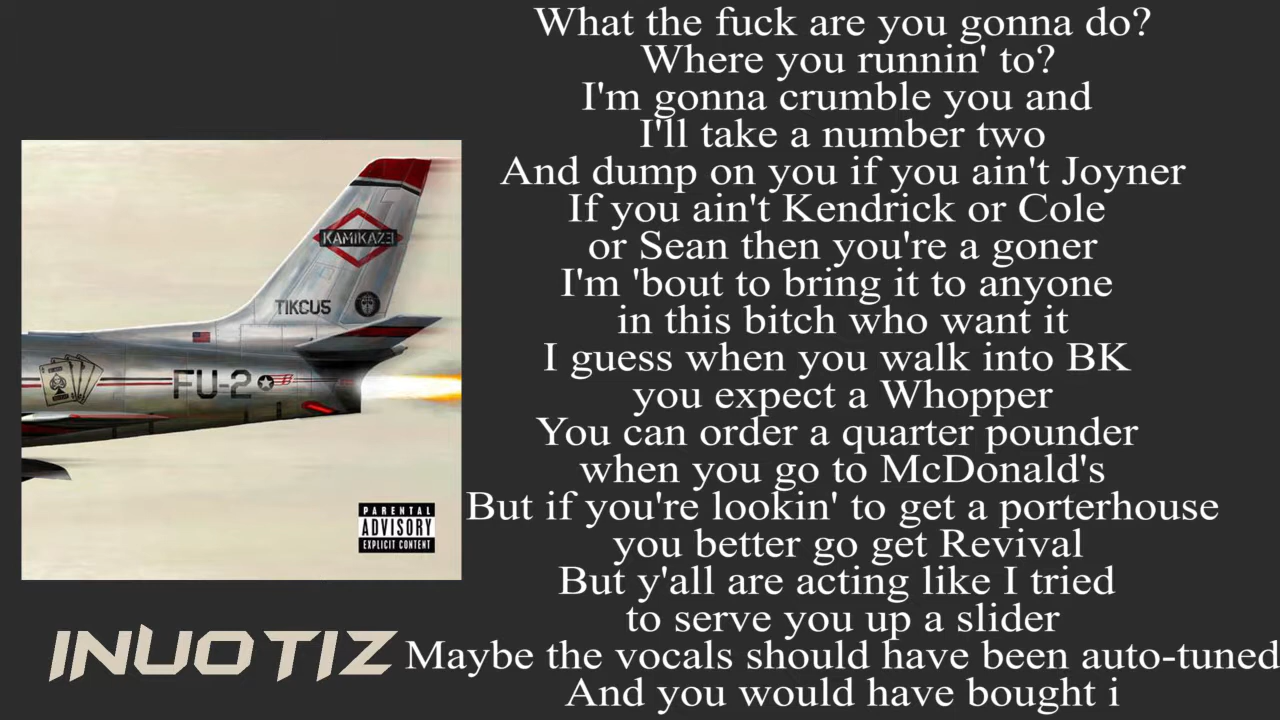 What the fuck are you gonna do?
Where you runnin' to?
I'm gonna crumble you and
I'll take a number two
And dump on you if you ain't Joyner
If you ain't Kendrick or Cole
or Sean then you're a goner
I'm 'bout to bring it to anyone
in this bitch who want it
I guess when you walk into BK
you expect a Whopper
You can order a quarter pounder
when you go to McDonald's
But if you're lookin' to get a porterhouse
you better go get Revival
But y'all are acting like I tried
to serve you up a slider
Maybe the vocals should have been auto-tuned
And you would have bought i
KAMIKAZE
TIKCUS
FU-2
PARENTAL
ADVISORY
EXPLICIT CONTENT
INUOTIZ